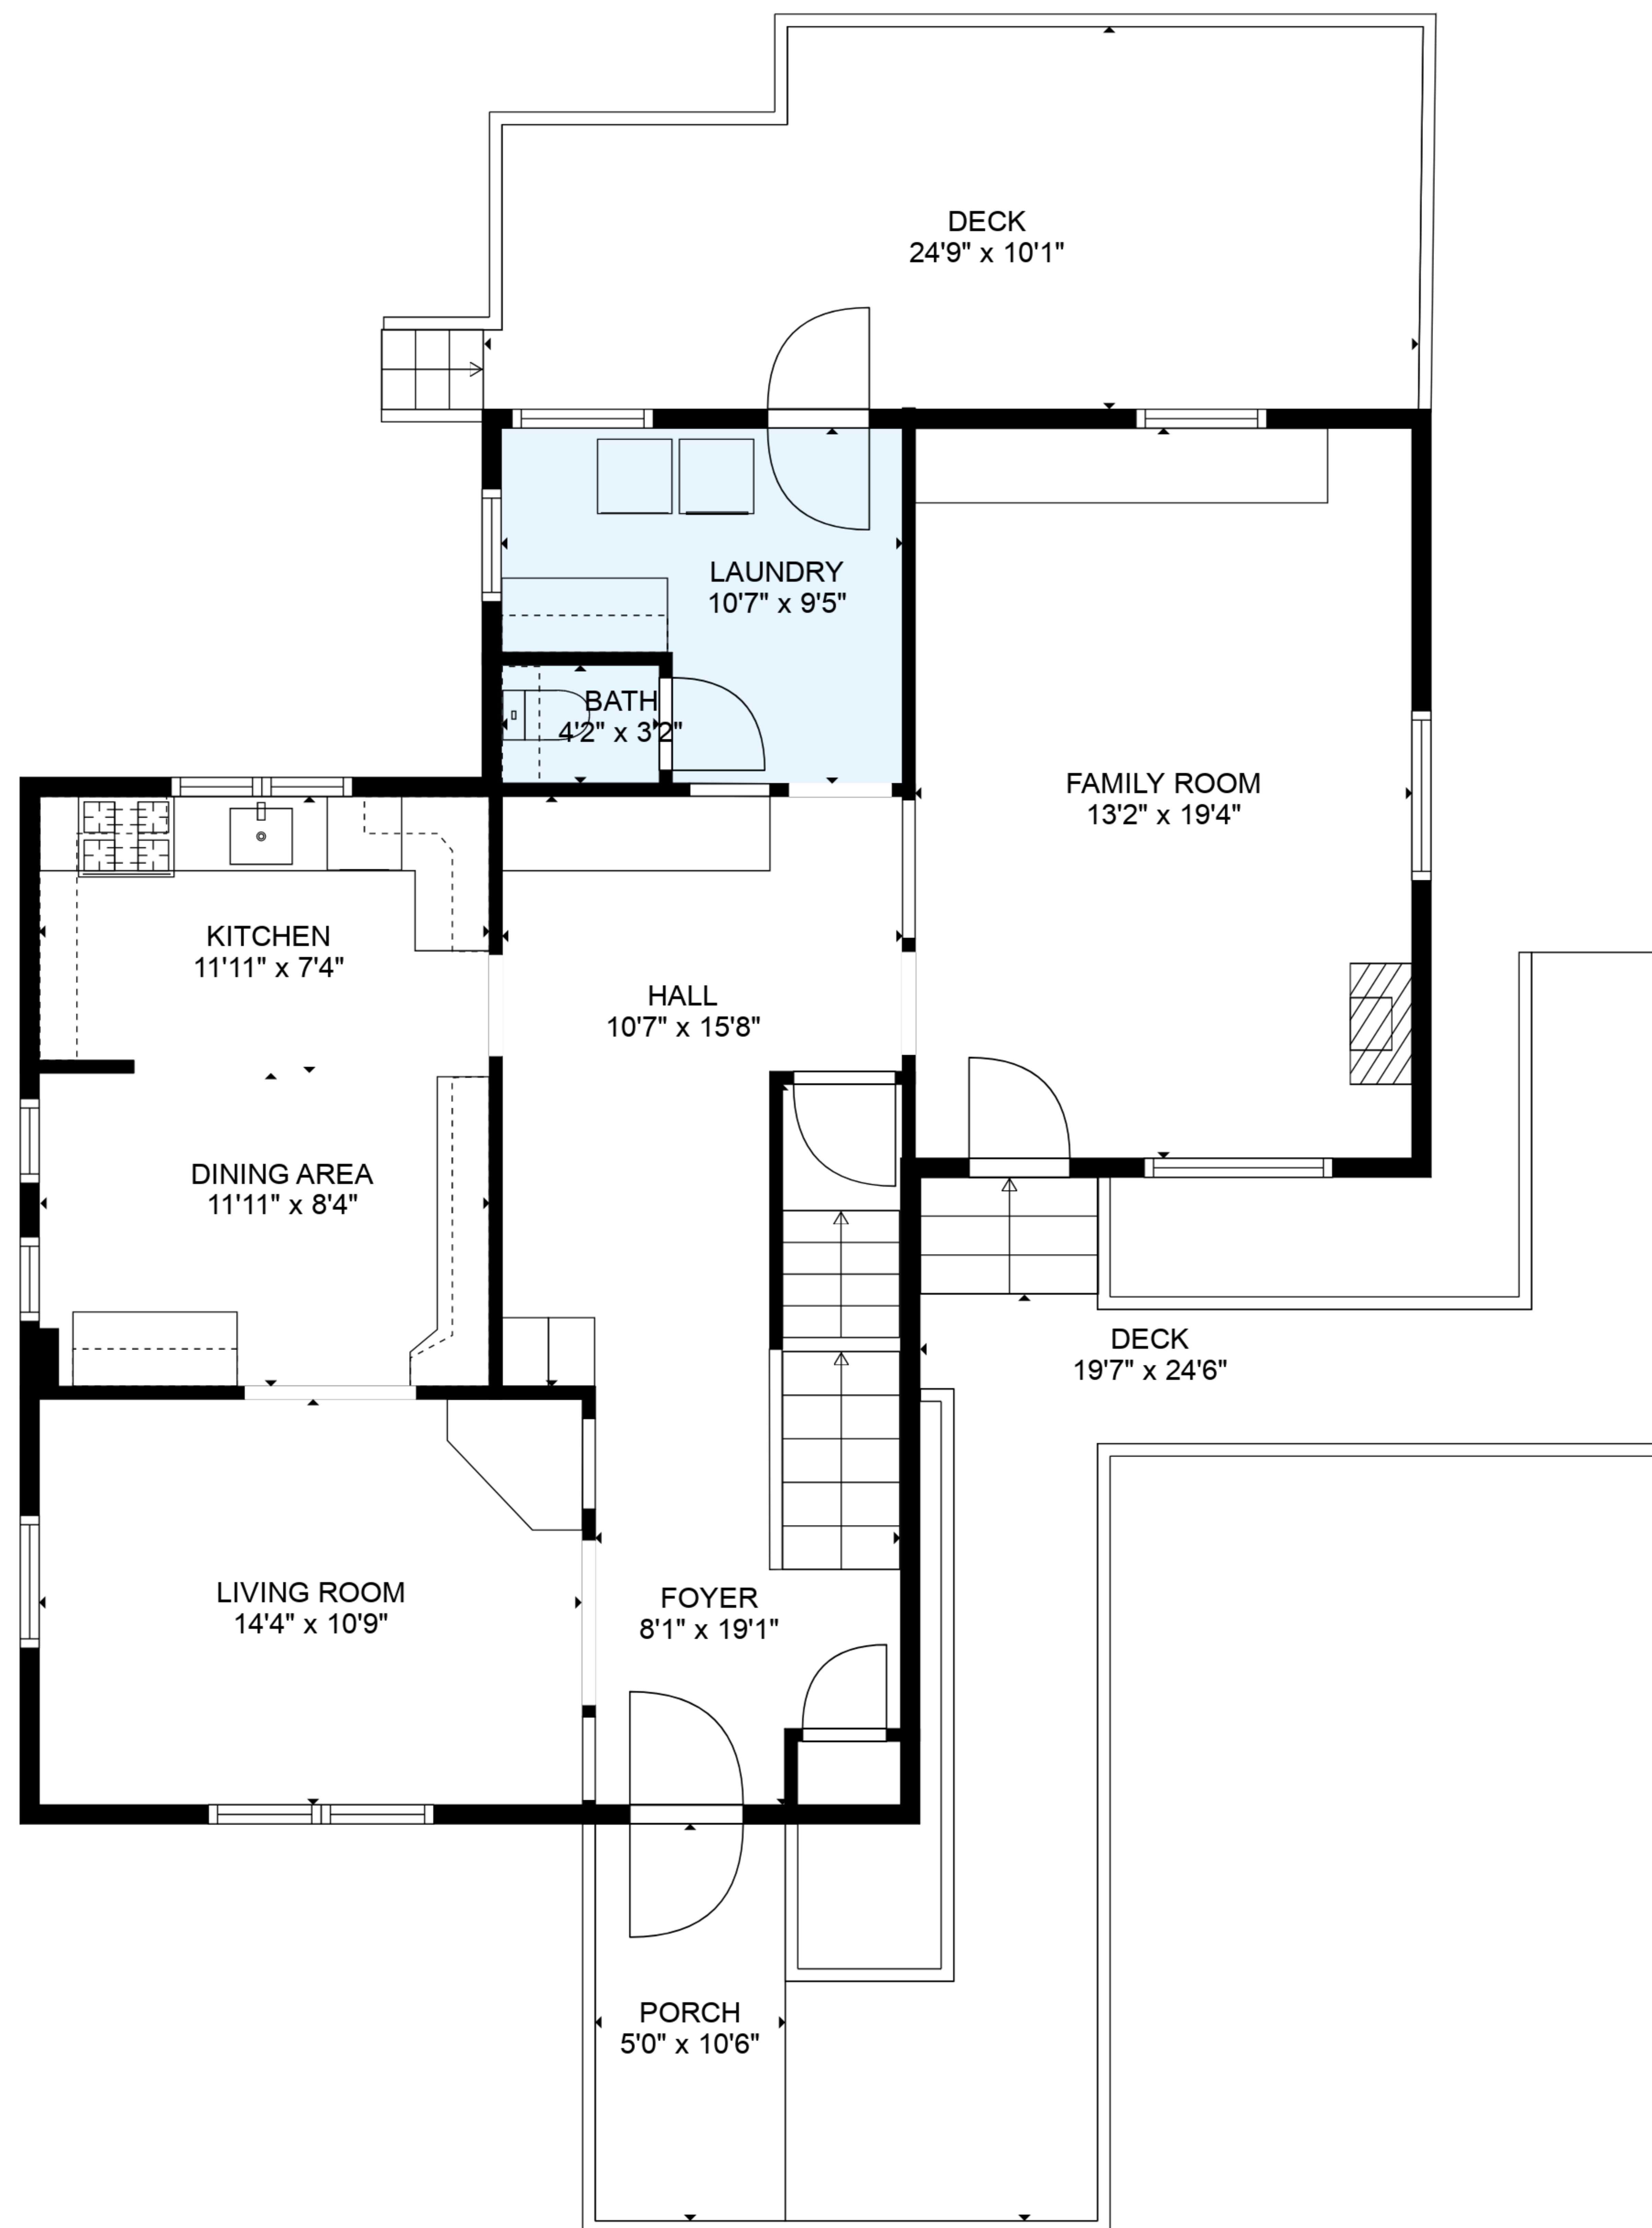 DECK
24'9" x 10'1"
LAUNDRY
10'7" x 9'5"
BATH
4'2" x 3'2"
FAMILY ROOM
13'2" x 19'4"
KITCHEN
11'11" x 7'4"
HALL
10'7" x 15'8"
DINING AREA
11'11" x 8'4"
DECK
19'7" x 24'6"
LIVING ROOM
14'4" x 10'9"
FOYER
8'1" x 19'1"
PORCH
5'0" x 10'6"